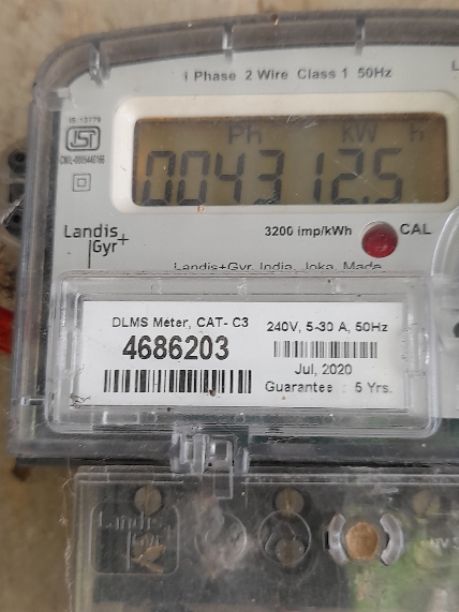 1 Phase 2 Wire Class 1 50Hz
IS:13779
ISI
Ph kW h
004312.5
Landis
Gyr+
3200 imp/kWh
CAL
Landis+Gyr, India, Joka, Made
DLMS Meter, CAT- C3
240V, 5-30 A, 50Hz
4686203
Jul, 2020
Guarantee : 5 Yrs.
Landis
Gyr